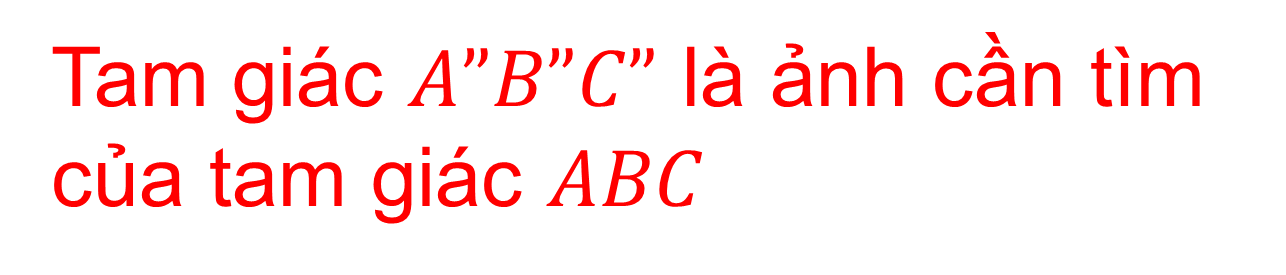 Tam giác A”B”C” là ảnh cần tìm
của tam giác ABC